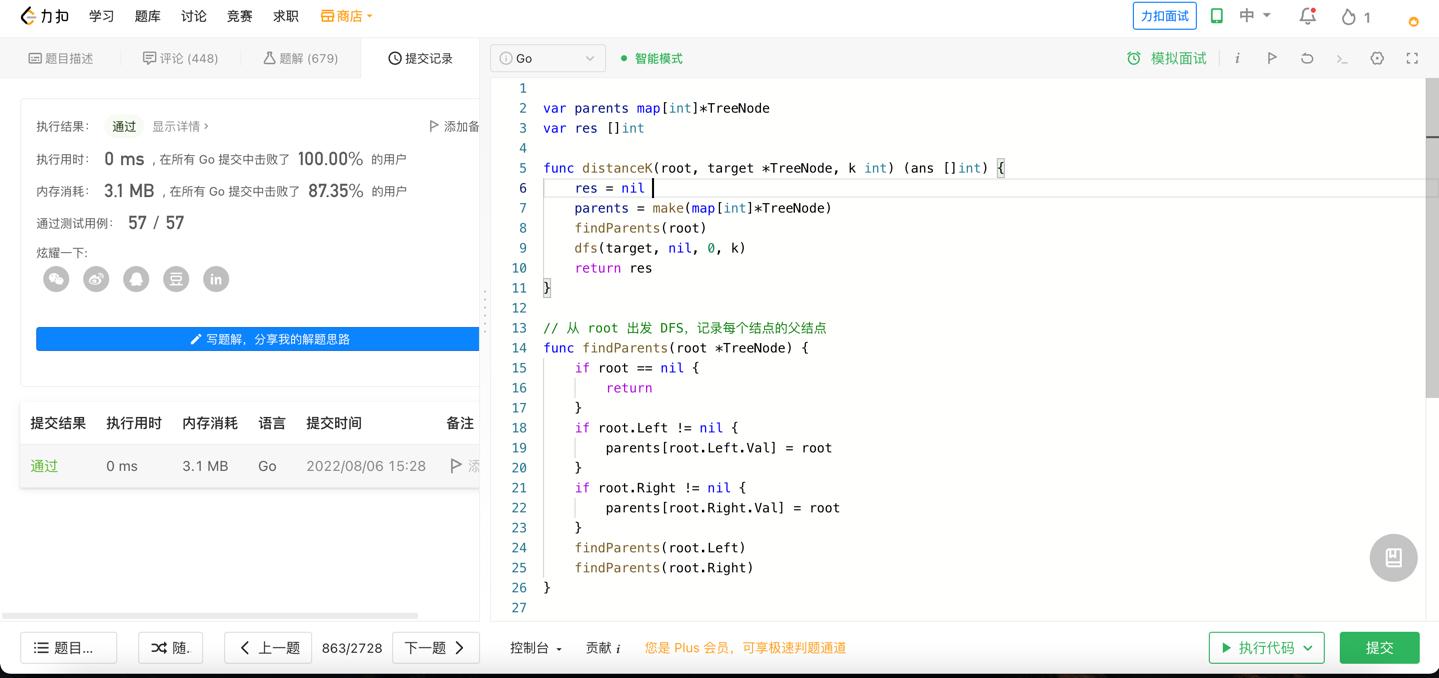 力扣 学习 题库 讨论 竞赛 求职 商店 力扣面试 中 1
题目描述 评论 (448) 题解 (679) 提交记录 Go 智能模式 模拟面试
执行结果： 通过 显示详情 › 添加备
执行用时： 0 ms , 在所有 Go 提交中击败了 100.00% 的用户
内存消耗： 3.1 MB , 在所有 Go 提交中击败了 87.35% 的用户
通过测试用例： 57 / 57
炫耀一下:
豆 in
写题解，分享我的解题思路
提交结果 执行用时 内存消耗 语言 提交时间 备注
通过 0 ms 3.1 MB Go 2022/08/06 15:28 添
1
2 var parents map[int]*TreeNode
3 var res []int
4
5 func distanceK(root, target *TreeNode, k int) (ans []int) {
6 res = nil
7 parents = make(map[int]*TreeNode)
8 findParents(root)
9 dfs(target, nil, 0, k)
10 return res
11 }
12
13 // 从 root 出发 DFS，记录每个结点的父结点
14 func findParents(root *TreeNode) {
15 if root == nil {
16 return
17 }
18 if root.Left != nil {
19 parents[root.Left.Val] = root
20 }
21 if root.Right != nil {
22 parents[root.Right.Val] = root
23 }
24 findParents(root.Left)
25 findParents(root.Right)
26 }
27
题目... 随. 上一题 863/2728 下一题 控制台 贡献 i 您是 Plus 会员，可享极速判题通道 执行代码 提交